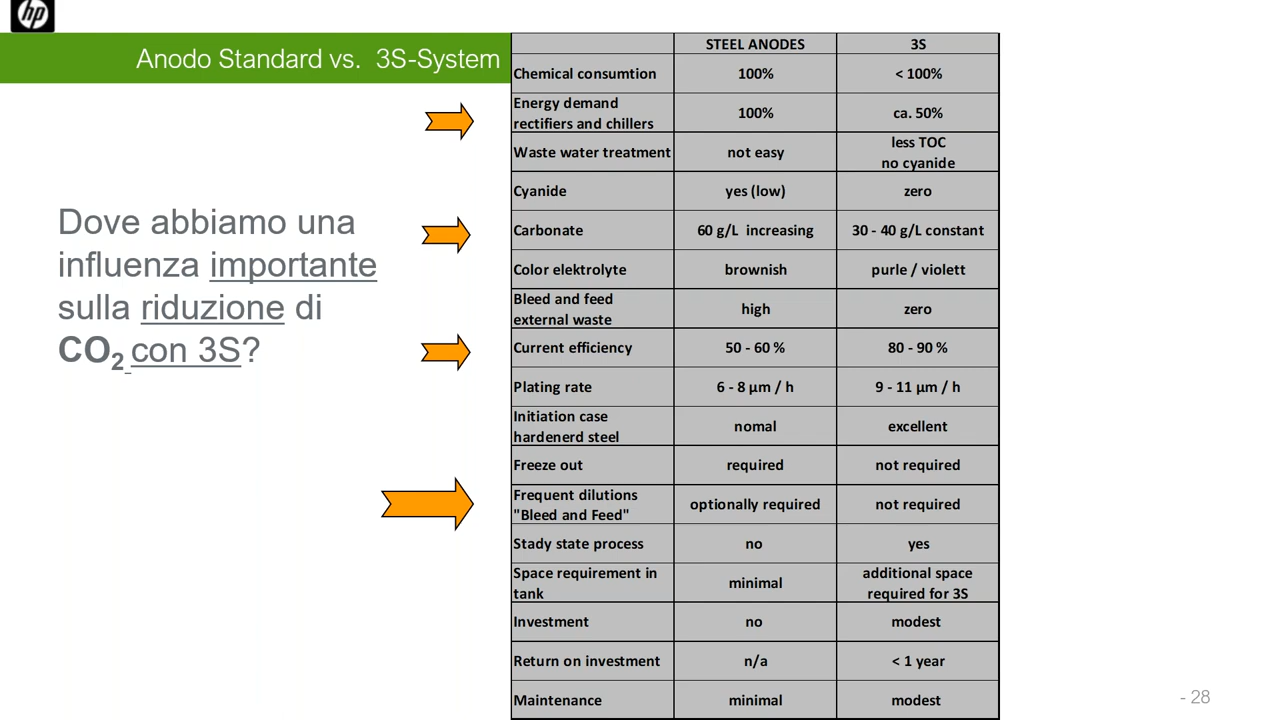 hp
Anodo Standard vs. 3S-System
Dove abbiamo una
influenza importante
sulla riduzione di
CO2 con 3S?
STEEL ANODES 3S
Chemical consumtion 100% < 100%
Energy demand
rectifiers and chillers 100% ca. 50%
Waste water treatment not easy less TOC
no cyanide
Cyanide yes (low) zero
Carbonate 60 g/L increasing 30 - 40 g/L constant
Color elektrolyte brownish purle / violett
Bleed and feed
external waste high zero
Current efficiency 50 - 60 % 80 - 90 %
Plating rate 6 - 8 µm / h 9 - 11 µm / h
Initiation case
hardenerd steel nomal excellent
Freeze out required not required
Frequent dilutions
"Bleed and Feed" optionally required not required
Stady state process no yes
Space requirement in
tank minimal additional space
required for 3S
Investment no modest
Return on investment n/a < 1 year
Maintenance minimal modest
- 28